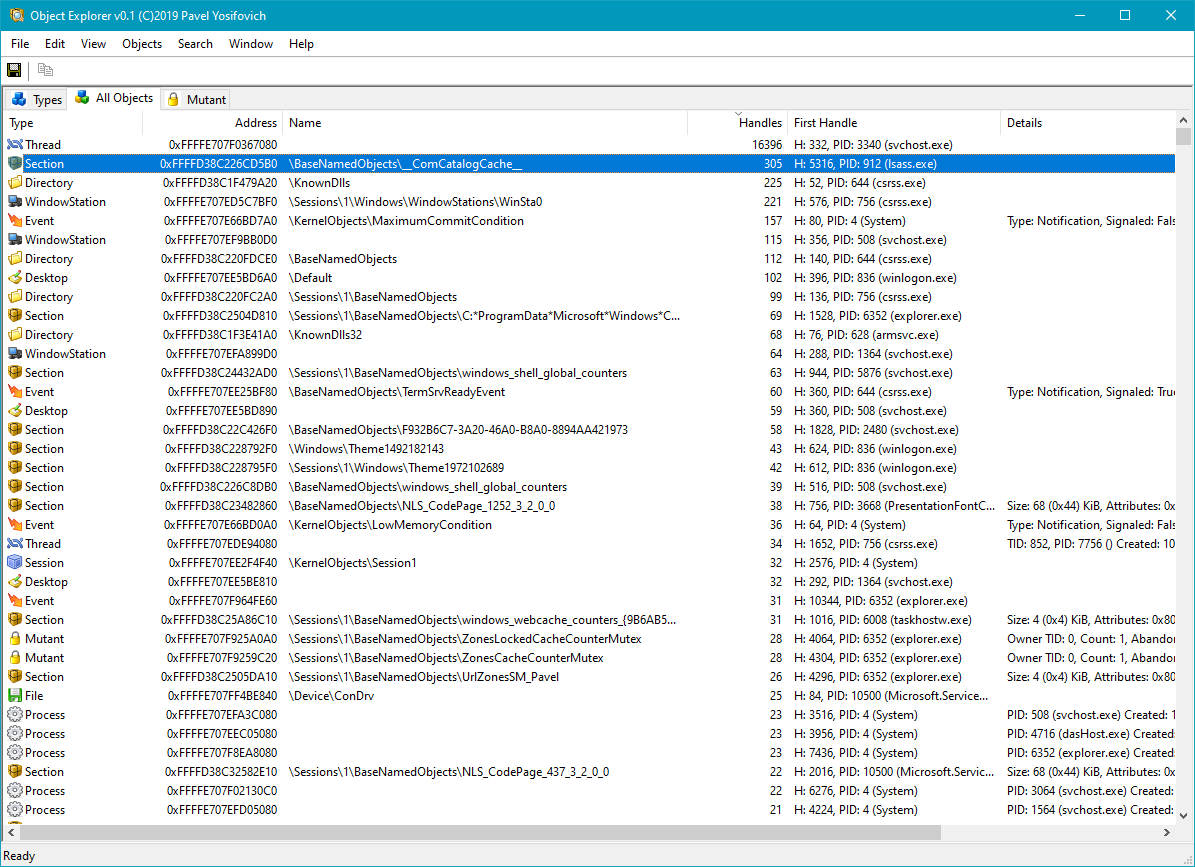 Object Explorer v0.1 (C)2019 Pavel Yosifovich
File Edit View Objects Search Window Help
Types All Objects Mutant
Type Address Name Handles First Handle Details
Thread 0xFFFFE707F0367080 16396 H: 332, PID: 3340 (svchost.exe)
Section 0xFFFFD38C226CD5B0 \BaseNamedObjects\__ComCatalogCache__ 305 H: 5316, PID: 912 (lsass.exe)
Directory 0xFFFFD38C1F479A20 \KnownDlls 225 H: 52, PID: 644 (csrss.exe)
WindowStation 0xFFFFE707ED5C7BF0 \Sessions\1\Windows\WindowStations\WinSta0 221 H: 576, PID: 756 (csrss.exe)
Event 0xFFFFE707E66BD7A0 \KernelObjects\MaximumCommitCondition 157 H: 80, PID: 4 (System) Type: Notification, Signaled: Fals
WindowStation 0xFFFFE707EF9BB0D0 115 H: 356, PID: 508 (svchost.exe)
Directory 0xFFFFD38C220FDCE0 \BaseNamedObjects 112 H: 140, PID: 644 (csrss.exe)
Desktop 0xFFFFE707EE5BD6A0 \Default 102 H: 396, PID: 836 (winlogon.exe)
Directory 0xFFFFD38C220FC2A0 \Sessions\1\BaseNamedObjects 99 H: 136, PID: 756 (csrss.exe)
Section 0xFFFFD38C2504D810 \Sessions\1\BaseNamedObjects\C:*ProgramData*Microsoft*Windows*C... 69 H: 1528, PID: 6352 (explorer.exe)
Directory 0xFFFFD38C1F3E41A0 \KnownDlls32 68 H: 76, PID: 628 (armsvc.exe)
WindowStation 0xFFFFE707EFA899D0 64 H: 288, PID: 1364 (svchost.exe)
Section 0xFFFFD38C24432AD0 \Sessions\1\BaseNamedObjects\windows_shell_global_counters 63 H: 944, PID: 5876 (svchost.exe)
Event 0xFFFFE707EE25BF80 \BaseNamedObjects\TermSrvReadyEvent 60 H: 360, PID: 644 (csrss.exe) Type: Notification, Signaled: True
Desktop 0xFFFFE707EE5BD890 59 H: 360, PID: 508 (svchost.exe)
Section 0xFFFFD38C22C426F0 \BaseNamedObjects\F932B6C7-3A20-46A0-B8A0-8894AA421973 58 H: 1828, PID: 2480 (svchost.exe)
Section 0xFFFFD38C228792F0 \Windows\Theme1492182143 43 H: 624, PID: 836 (winlogon.exe)
Section 0xFFFFD38C228795F0 \Sessions\1\Windows\Theme1972102689 42 H: 612, PID: 836 (winlogon.exe)
Section 0xFFFFD38C226C8DB0 \BaseNamedObjects\windows_shell_global_counters 39 H: 516, PID: 508 (svchost.exe)
Section 0xFFFFD38C23482860 \BaseNamedObjects\NLS_CodePage_1252_3_2_0_0 38 H: 756, PID: 3668 (PresentationFontC... Size: 68 (0x44) KiB, Attributes: 0x
Event 0xFFFFE707E66BD0A0 \KernelObjects\LowMemoryCondition 36 H: 64, PID: 4 (System) Type: Notification, Signaled: Fals
Thread 0xFFFFE707EDE94080 34 H: 1652, PID: 756 (csrss.exe) TID: 852, PID: 7756 () Created: 10
Session 0xFFFFE707EE2F4F40 \KernelObjects\Session1 32 H: 2576, PID: 4 (System)
Desktop 0xFFFFE707EE5BE810 32 H: 292, PID: 1364 (svchost.exe)
Event 0xFFFFE707F964FE60 31 H: 10344, PID: 6352 (explorer.exe)
Section 0xFFFFD38C25A86C10 \Sessions\1\BaseNamedObjects\windows_webcache_counters_{9B6AB5... 31 H: 1016, PID: 6008 (taskhostw.exe) Size: 4 (0x4) KiB, Attributes: 0x80
Mutant 0xFFFFE707F925A0A0 \Sessions\1\BaseNamedObjects\ZonesLockedCacheCounterMutex 28 H: 4064, PID: 6352 (explorer.exe) Owner TID: 0, Count: 1, Abando
Mutant 0xFFFFE707F9259C20 \Sessions\1\BaseNamedObjects\ZonesCacheCounterMutex 28 H: 4304, PID: 6352 (explorer.exe) Owner TID: 0, Count: 1, Abando
Section 0xFFFFD38C2505DA10 \Sessions\1\BaseNamedObjects\UrlZonesSM_Pavel 26 H: 4296, PID: 6352 (explorer.exe) Size: 4 (0x4) KiB, Attributes: 0x80
File 0xFFFFE707FF4BE840 \Device\ConDrv 25 H: 84, PID: 10500 (Microsoft.Service...
Process 0xFFFFE707EFA3C080 23 H: 3516, PID: 4 (System) PID: 508 (svchost.exe) Created: 1
Process 0xFFFFE707EEC05080 23 H: 3956, PID: 4 (System) PID: 4716 (dasHost.exe) Created:
Process 0xFFFFE707F8EA8080 23 H: 7436, PID: 4 (System) PID: 6352 (explorer.exe) Created
Section 0xFFFFD38C32582E10 \Sessions\1\BaseNamedObjects\NLS_CodePage_437_3_2_0_0 22 H: 2016, PID: 10500 (Microsoft.Servic... Size: 68 (0x44) KiB, Attributes: 0x
Process 0xFFFFE707F02130C0 22 H: 6276, PID: 4 (System) PID: 3064 (svchost.exe) Created:
Process 0xFFFFE707EFD05080 21 H: 4224, PID: 4 (System) PID: 1564 (svchost.exe) Created:
Ready